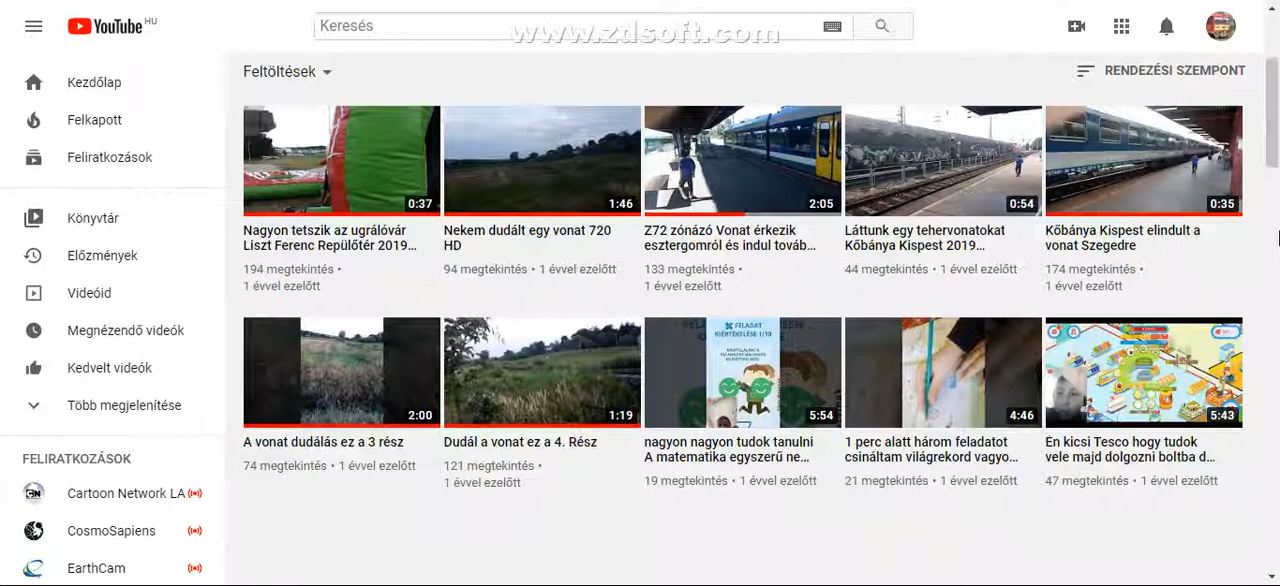 YouTube HU
Keresés
www.zdsoft.com
Kezdőlap
Felkapott
Feliratkozások
Könyvtár
Előzmények
Videóid
Megnézendő videók
Kedvelt videók
Több megjelenítése
FELIRATKOZÁSOK
Cartoon Network LA
CosmoSapiens
EarthCam
Feltöltések
RENDEZÉSI SZEMPONT
0:37
1:46
2:05
0:54
0:35
Nagyon tetszik az ugrálóvár
Liszt Ferenc Repülőtér 2019...
194 megtekintés •
1 évvel ezelőtt
Nekem dudált egy vonat 720
HD
94 megtekintés • 1 évvel ezelőtt
Z72 zónázó Vonat érkezik
esztergomról és indul továb...
133 megtekintés •
1 évvel ezelőtt
Láttunk egy tehervonatokat
Kőbánya Kispest 2019...
44 megtekintés • 1 évvel ezelőtt
Kőbánya Kispest elindult a
vonat Szegedre
174 megtekintés •
1 évvel ezelőtt
FELADAT
KIÉRTÉKELÉSE 1/10
2:00
1:19
5:54
4:46
5:43
A vonat dudálás ez a 3 rész
74 megtekintés • 1 évvel ezelőtt
Dudál a vonat ez a 4. Rész
121 megtekintés •
1 évvel ezelőtt
nagyon nagyon tudok tanulni
A matematika egyszerű ne...
19 megtekintés • 1 évvel ezelőtt
1 perc alatt három feladatot
csináltam világrekord vagyo...
21 megtekintés • 1 évvel ezelőtt
Én kicsi Tesco hogy tudok
vele majd dolgozni boltba d...
47 megtekintés • 1 évvel ezelőtt